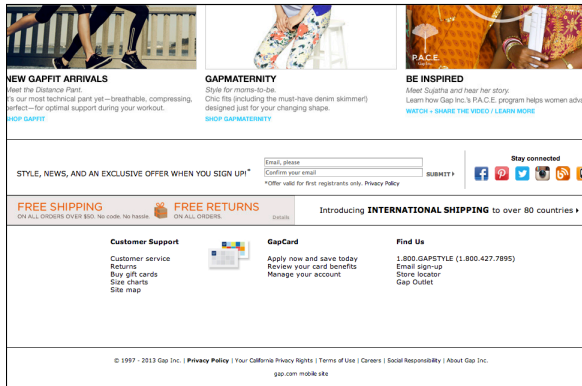 P.A.C.E.
NEW GAPFIT ARRIVALS
Meet the Distance Pant.
t's our most technical pant yet—breathable, compressing,
perfect—for optimal support during your workout.
SHOP GAPFIT
GAPMATERNITY
Style for moms-to-be.
Chic fits (including the must-have denim skimmer!)
designed just for your changing shape.
SHOP GAPMATERNITY
BE INSPIRED
Meet Sujatha and hear her story.
Learn how Gap Inc.'s P.A.C.E. program helps women adva
WATCH + SHARE THE VIDEO / LEARN MORE
STYLE, NEWS, AND AN EXCLUSIVE OFFER WHEN YOU SIGN UP!*
Email, please
Confirm your email
SUBMIT
*Offer valid for first registrants only. Privacy Policy
Stay connected
FREE SHIPPING
ON ALL ORDERS OVER $50. No code. No hassle.
FREE RETURNS
ON ALL ORDERS.
Details
Introducing INTERNATIONAL SHIPPING to over 80 countries
Customer Support
Customer service
Returns
Buy gift cards
Size charts
Site map
GapCard
Apply now and save today
Review your card benefits
Manage your account
Find Us
1.800.GAPSTYLE (1.800.427.7895)
Email sign-up
Store locator
Gap Outlet
© 1997 - 2013 Gap Inc. | Privacy Policy | Your California Privacy Rights | Terms of Use | Careers | Social Responsibility | About Gap Inc.
gap.com mobile site